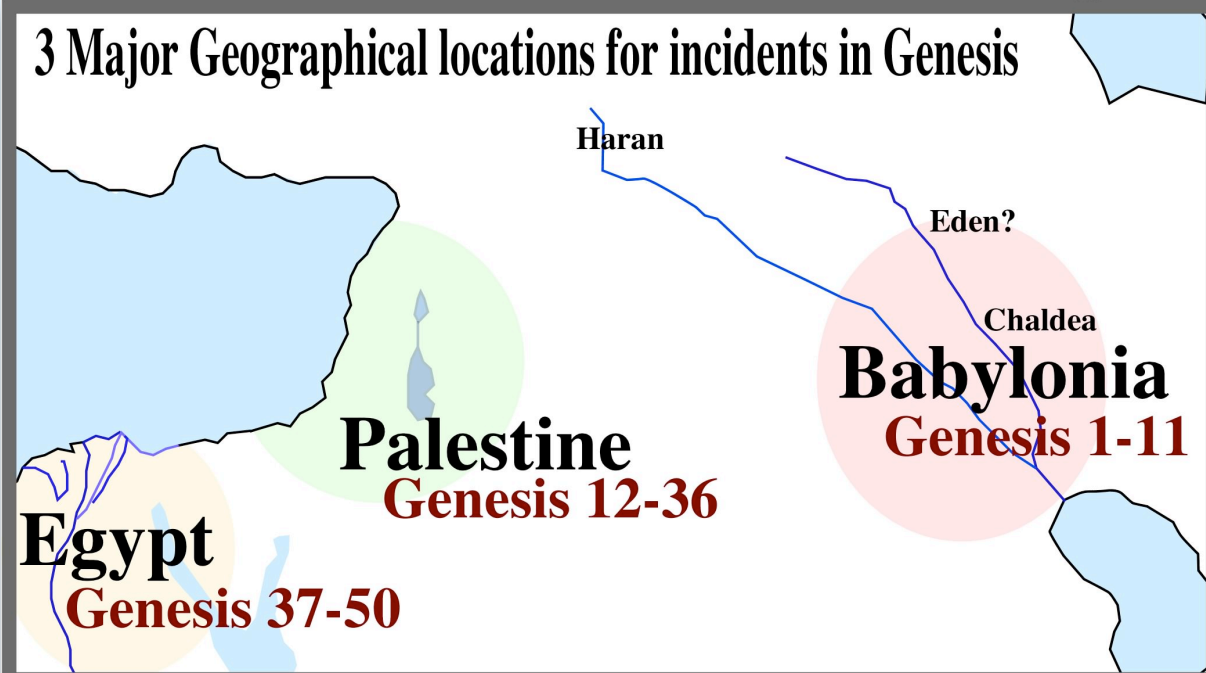 3 Major Geographical locations for incidents in Genesis
Haran
Eden?
Chaldea
Babylonia
Genesis 1-11
Palestine
Genesis 12-36
Egypt
Genesis 37-50